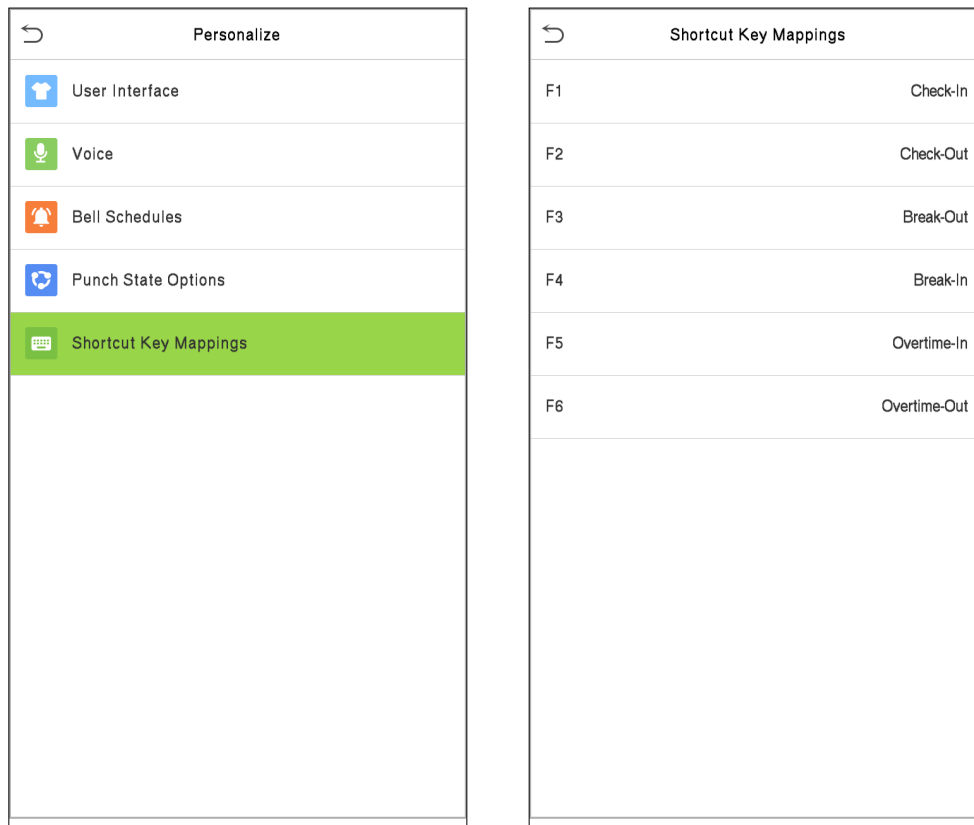 Personalize
User Interface
Voice
Bell Schedules
Punch State Options
Shortcut Key Mappings
Shortcut Key Mappings
F1 Check-In
F2 Check-Out
F3 Break-Out
F4 Break-In
F5 Overtime-In
F6 Overtime-Out